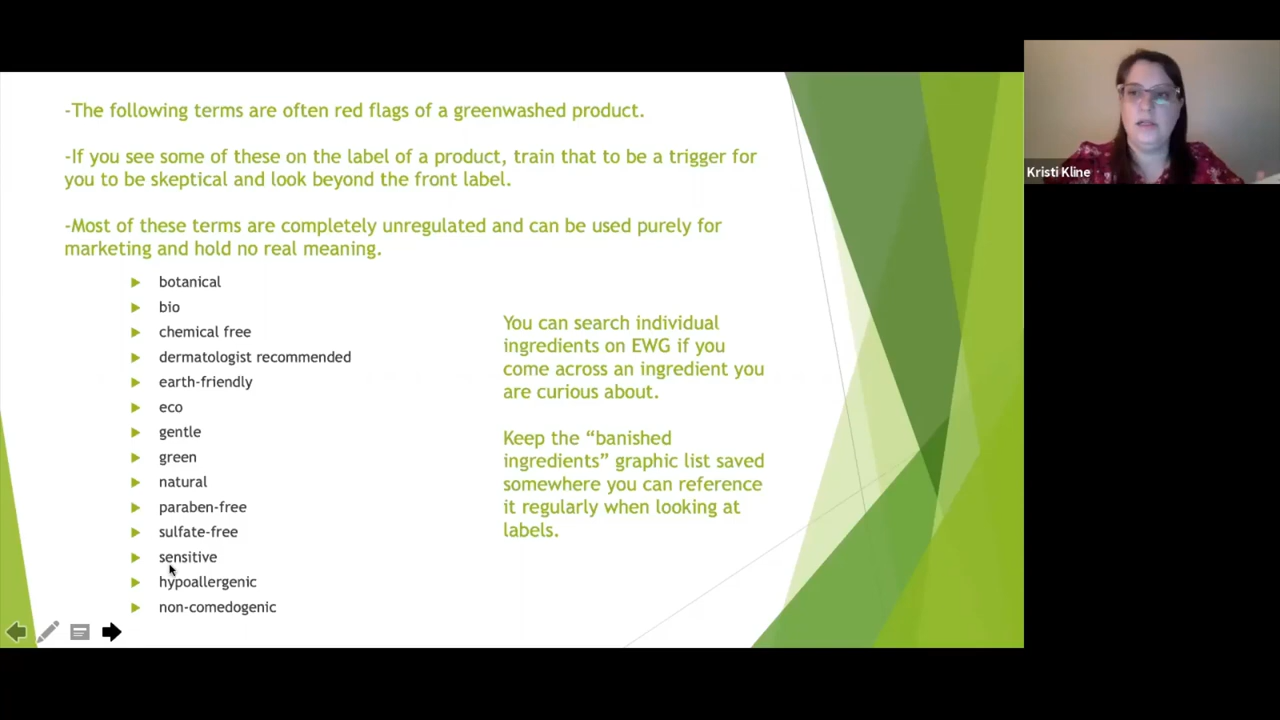 -The following terms are often red flags of a greenwashed product.
-If you see some of these on the label of a product, train that to be a trigger for
you to be skeptical and look beyond the front label.
-Most of these terms are completely unregulated and can be used purely for
marketing and hold no real meaning.
botanical
bio
chemical free
dermatologist recommended
earth-friendly
eco
gentle
green
natural
paraben-free
sulfate-free
sensitive
hypoallergenic
non-comedogenic
You can search individual
ingredients on EWG if you
come across an ingredient you
are curious about.
Keep the “banished
ingredients” graphic list saved
somewhere you can reference
it regularly when looking at
labels.
Kristi Kline